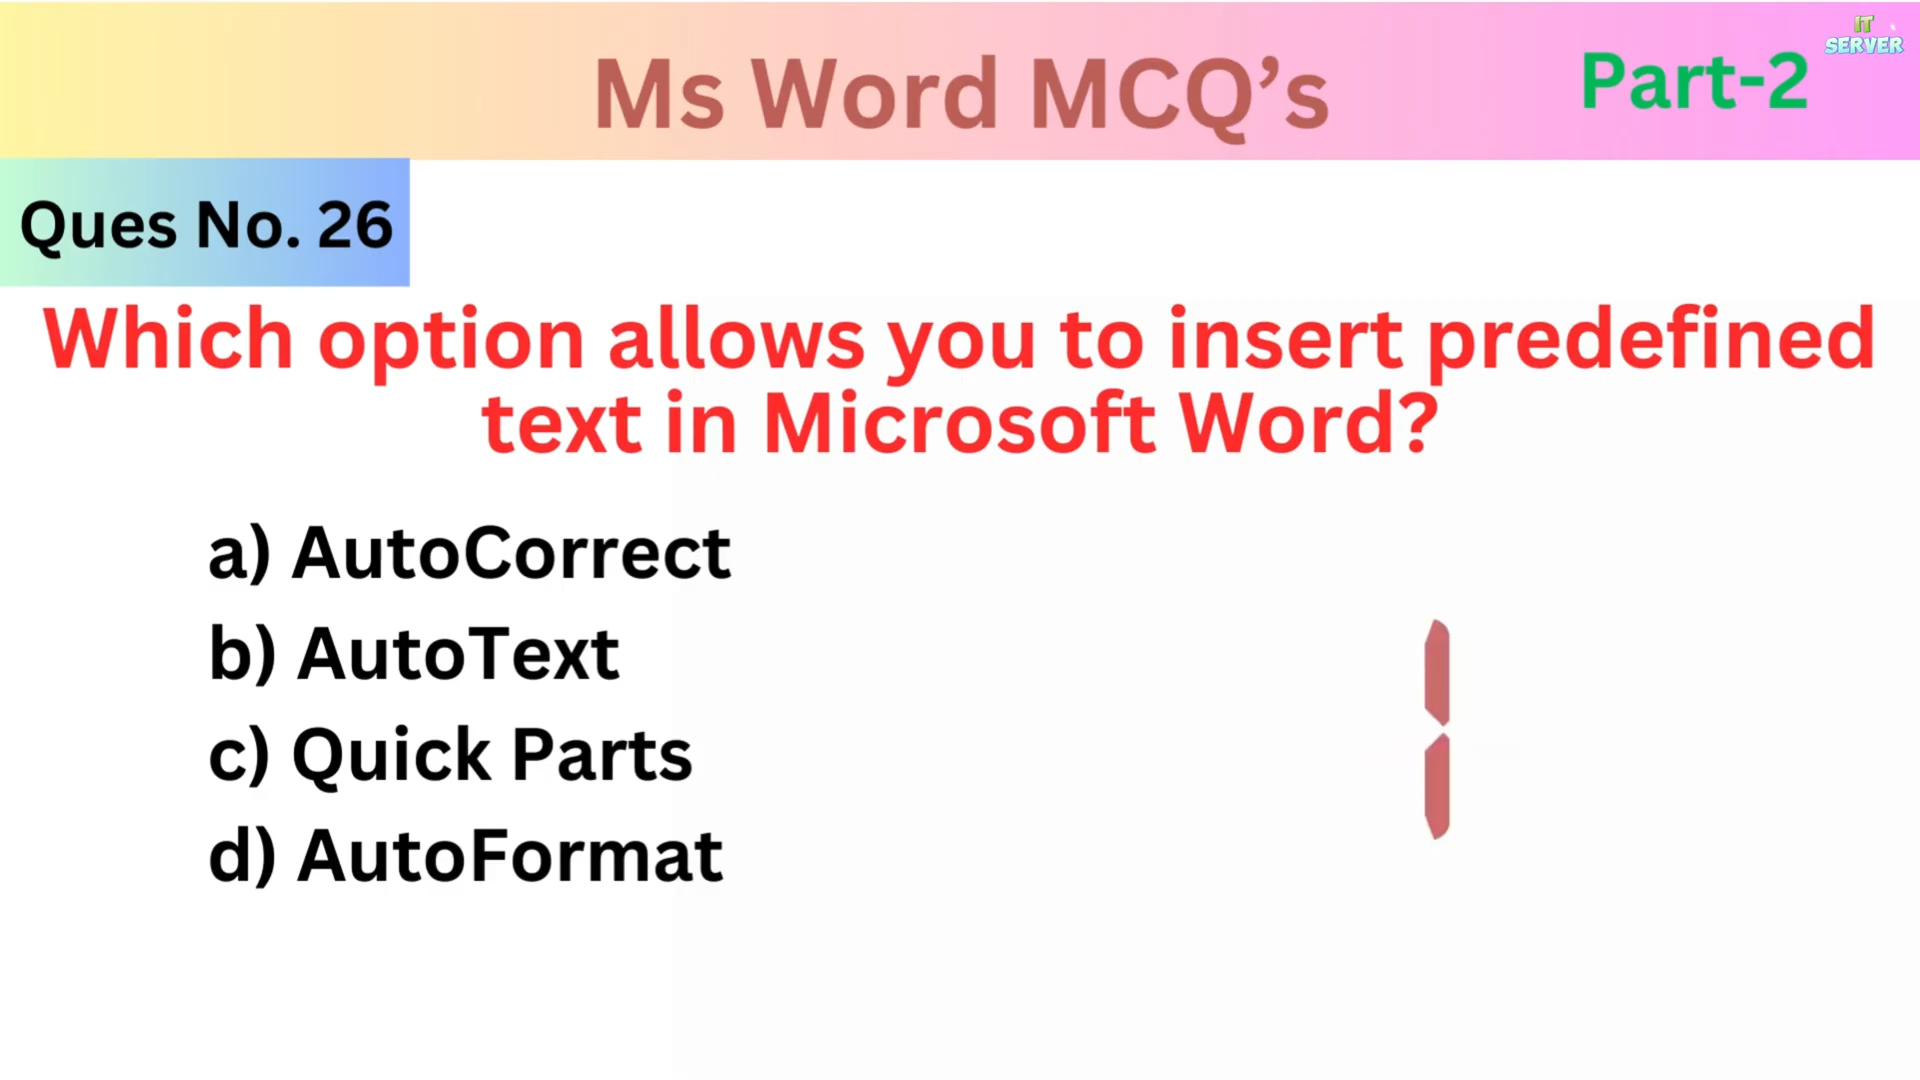 Ms Word MCQ’s
Part-2
IT
SERVER
Ques No. 26
Which option allows you to insert predefined
text in Microsoft Word?
a) AutoCorrect
b) AutoText
c) Quick Parts
d) AutoFormat
1